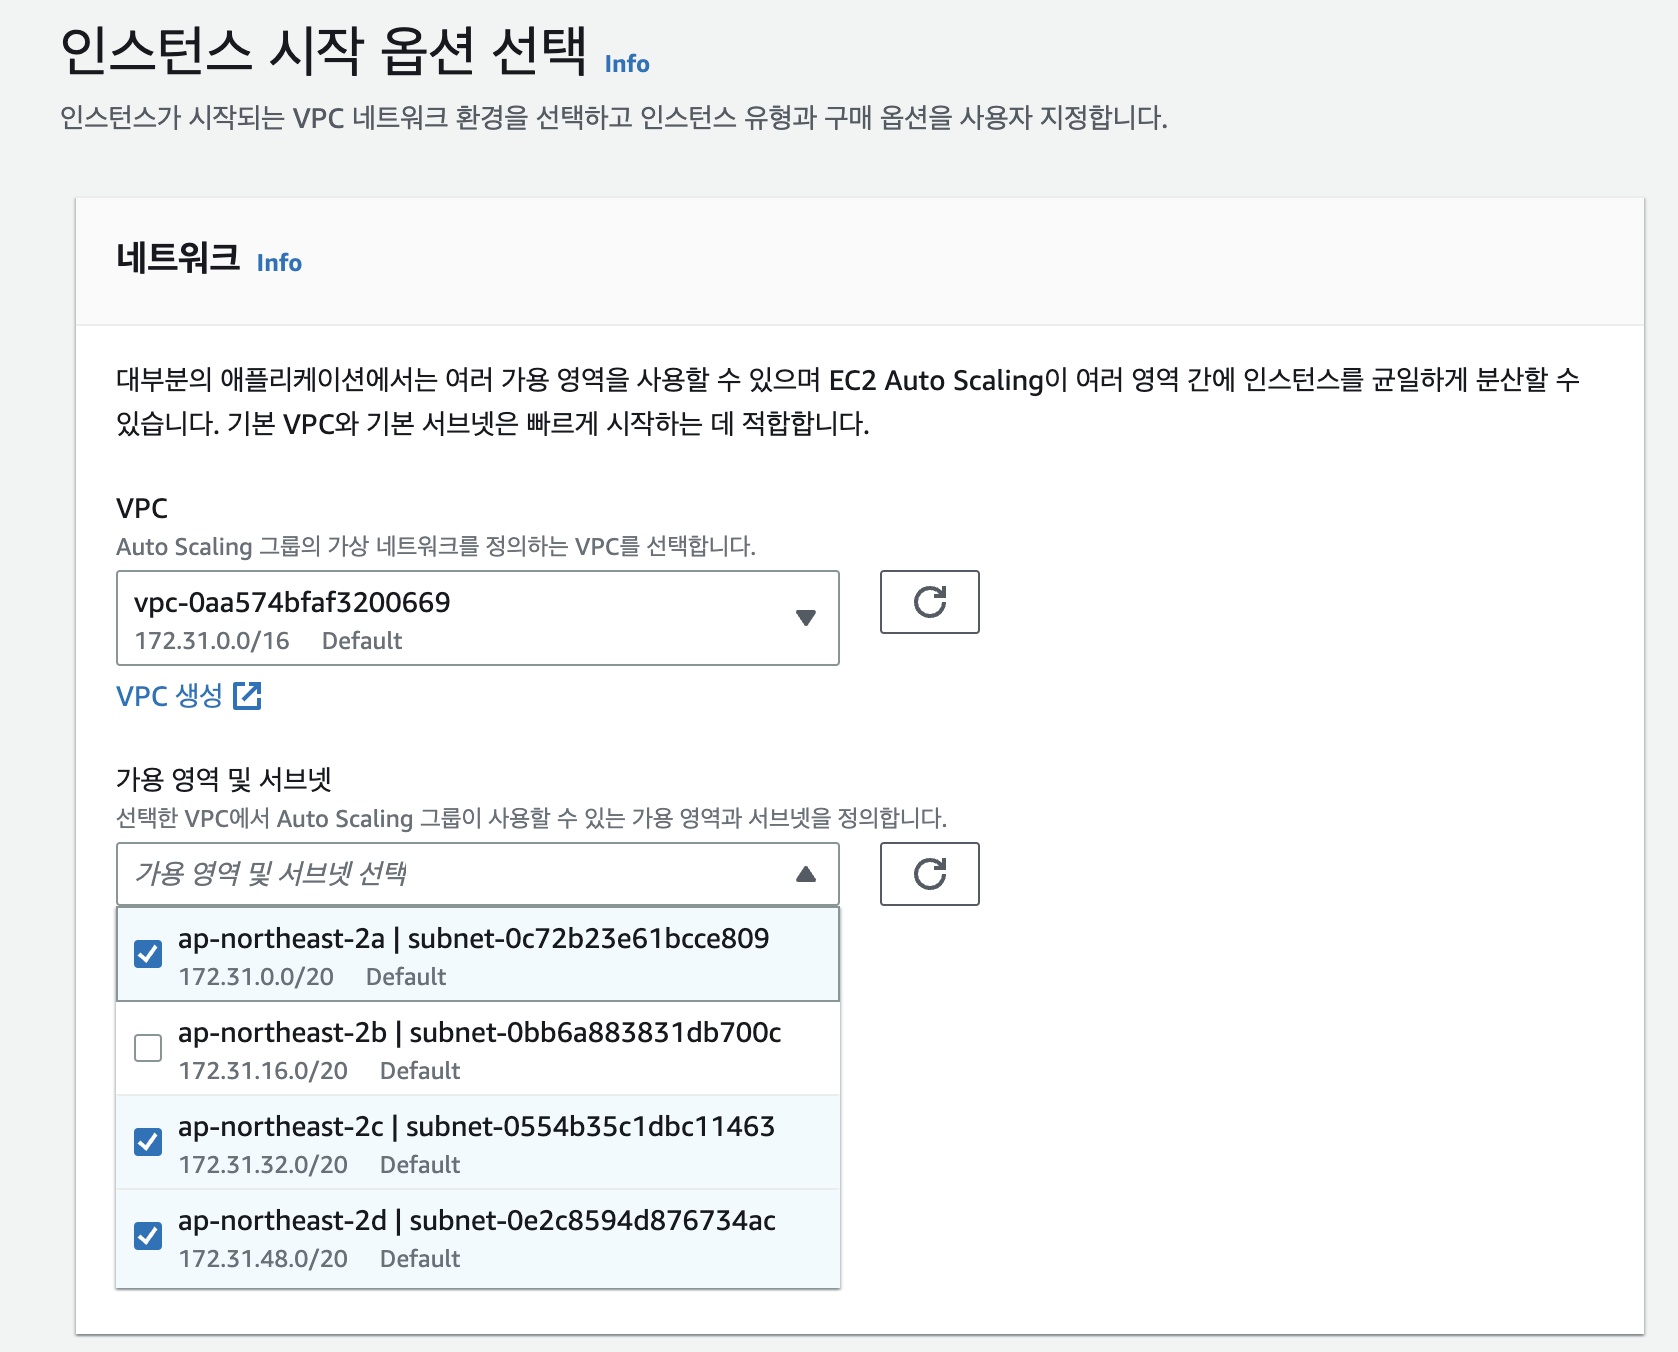 인스턴스 시작 옵션 선택 Info
인스턴스가 시작되는 VPC 네트워크 환경을 선택하고 인스턴스 유형과 구매 옵션을 사용자 지정합니다.
네트워크 Info
대부분의 애플리케이션에서는 여러 가용 영역을 사용할 수 있으며 EC2 Auto Scaling이 여러 영역 간에 인스턴스를 균일하게 분산할 수
있습니다. 기본 VPC와 기본 서브넷은 빠르게 시작하는 데 적합합니다.
VPC
Auto Scaling 그룹의 가상 네트워크를 정의하는 VPC를 선택합니다.
vpc-0aa574bfaf3200669
172.31.0.0/16 Default
VPC 생성
가용 영역 및 서브넷
선택한 VPC에서 Auto Scaling 그룹이 사용할 수 있는 가용 영역과 서브넷을 정의합니다.
가용 영역 및 서브넷 선택
ap-northeast-2a | subnet-0c72b23e61bcce809
172.31.0.0/20 Default
ap-northeast-2b | subnet-0bb6a883831db700c
172.31.16.0/20 Default
ap-northeast-2c | subnet-0554b35c1dbc11463
172.31.32.0/20 Default
ap-northeast-2d | subnet-0e2c8594d876734ac
172.31.48.0/20 Default